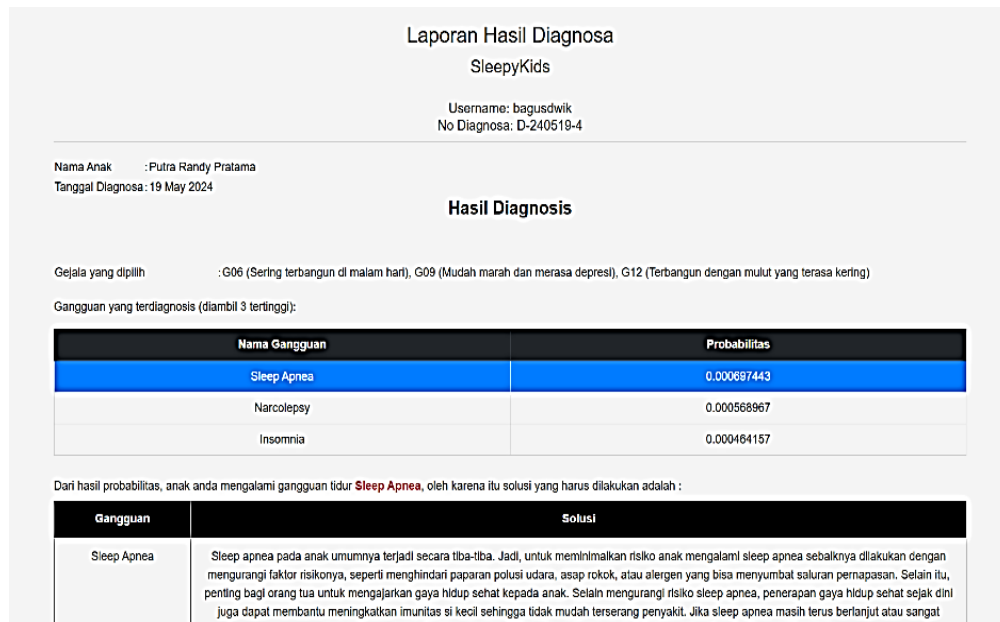 Laporan Hasil Diagnosa
SleepyKids
Username: bagusdwik
No Diagnosa: D-240519-4
Nama Anak : Putra Randy Pratama
Tanggal Diagnosa : 19 May 2024
Hasil Diagnosis
Gejala yang dipilih : G06 (Sering terbangun di malam hari), G09 (Mudah marah dan merasa depresi), G12 (Terbangun dengan mulut yang terasa kering)
Gangguan yang terdiagnosis (diambil 3 tertinggi):
Nama Gangguan Probabilitas
Sleep Apnea 0.000697443
Narcolepsy 0.000568967
Insomnia 0.000464157
Dari hasil probabilitas, anak anda mengalami gangguan tidur Sleep Apnea, oleh karena itu solusi yang harus dilakukan adalah :
Gangguan Solusi
Sleep Apnea Sleep apnea pada anak umumnya terjadi secara tiba-tiba. Jadi, untuk meminimalkan risiko anak mengalami sleep apnea sebaiknya dilakukan dengan
mengurangi faktor risikonya, seperti menghindari paparan polusi udara, asap rokok, atau alergen yang bisa menyumbat saluran pernapasan. Selain itu,
penting bagi orang tua untuk mengajarkan gaya hidup sehat kepada anak. Selain mengurangi risiko sleep apnea, penerapan gaya hidup sehat sejak dini
juga dapat membantu meningkatkan imunitas si kecil sehingga tidak mudah terserang penyakit. Jika sleep apnea masih terus berlanjut atau sangat